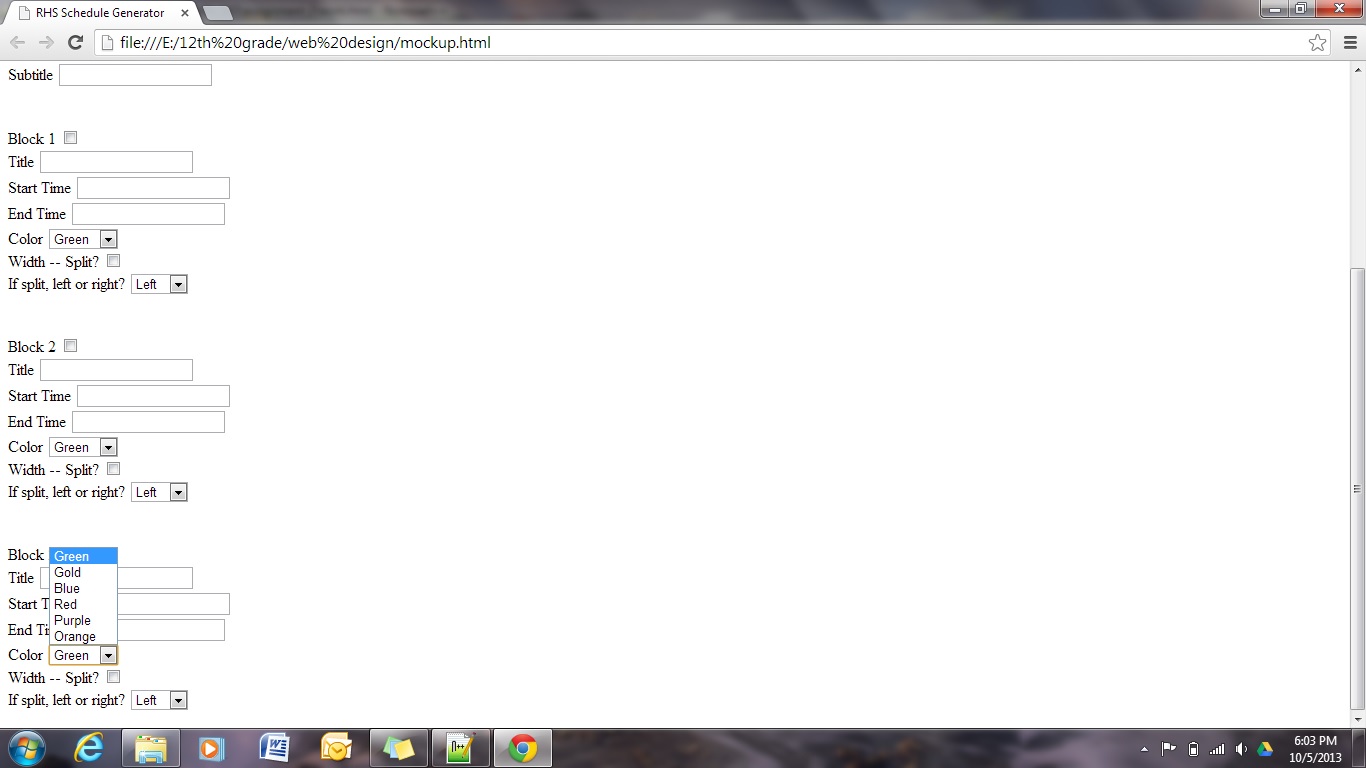 RHS Schedule Generator
file:///E:/12th%20grade/web%20design/mockup.html
Subtitle
Block 1
Title
Start Time
End Time
Color Green
Width -- Split?
If split, left or right? Left
Block 2
Title
Start Time
End Time
Color Green
Width -- Split?
If split, left or right? Left
Block Green
Gold
Title
Blue
Start T Red
Purple
End Ti
Orange
Color Green
Width -- Split?
If split, left or right? Left
6:03 PM
10/5/2013